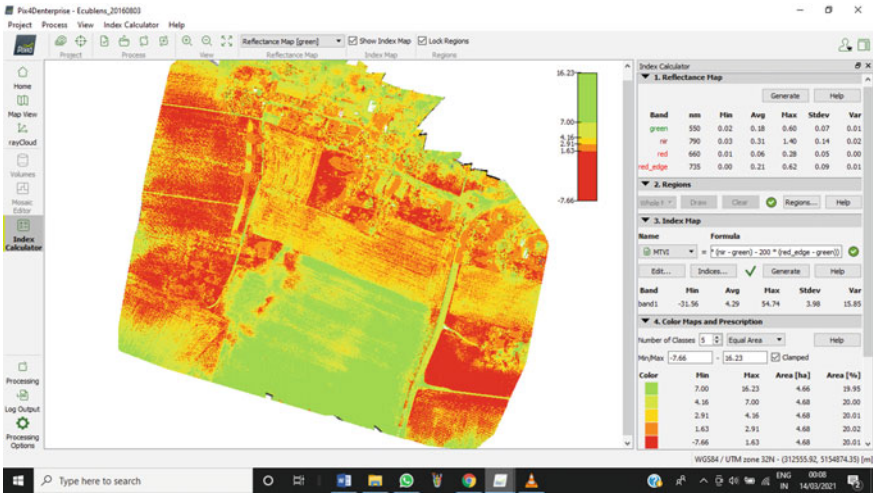 Pix4Denterprise - Ecublens_20160803
Project Process View Index Calculator Help
Reflectance Map [green] Show Index Map Lock Regions
Project Process View Reflectance Map Index Map Regions
Home
Map View
rayCloud
Volumes
Mosaic
Editor
Index
Calculator
Processing
Log Output
Processing
Options
16.23
7.00
4.16
2.91
1.63
-7.66
Index Calculator
1. Reflectance Map
Generate Help
Band nm Min Avg Max Stdev Var
green 550 0.02 0.18 0.60 0.07 0.01
nir 790 0.03 0.31 1.40 0.14 0.02
red 660 0.01 0.06 0.28 0.05 0.00
red_edge 735 0.00 0.21 0.62 0.09 0.01
2. Regions
Draw Clear Regions... Help
3. Index Map
Name Formula
MTVI = * (nir - green) - 200 * (red_edge - green))
Edit... Indices... Generate Help
Band Min Avg Max Stdev Var
band1 -31.56 4.29 54.74 3.98 15.85
4. Color Maps and Prescription
Number of Classes 5 Equal Area Help
Min/Max -7.66 - 16.23 Clamped
Color Min Max Area [ha] Area [%]
7.00 16.23 4.66 19.95
4.16 7.00 4.68 20.00
2.91 4.16 4.68 20.01
1.63 2.91 4.68 20.02
-7.66 1.63 4.68 20.01
WGS84 / UTM zone 32N - (312555.92, 5154874.35) [m]
Type here to search
ENG 00:08
IN 14/03/2021